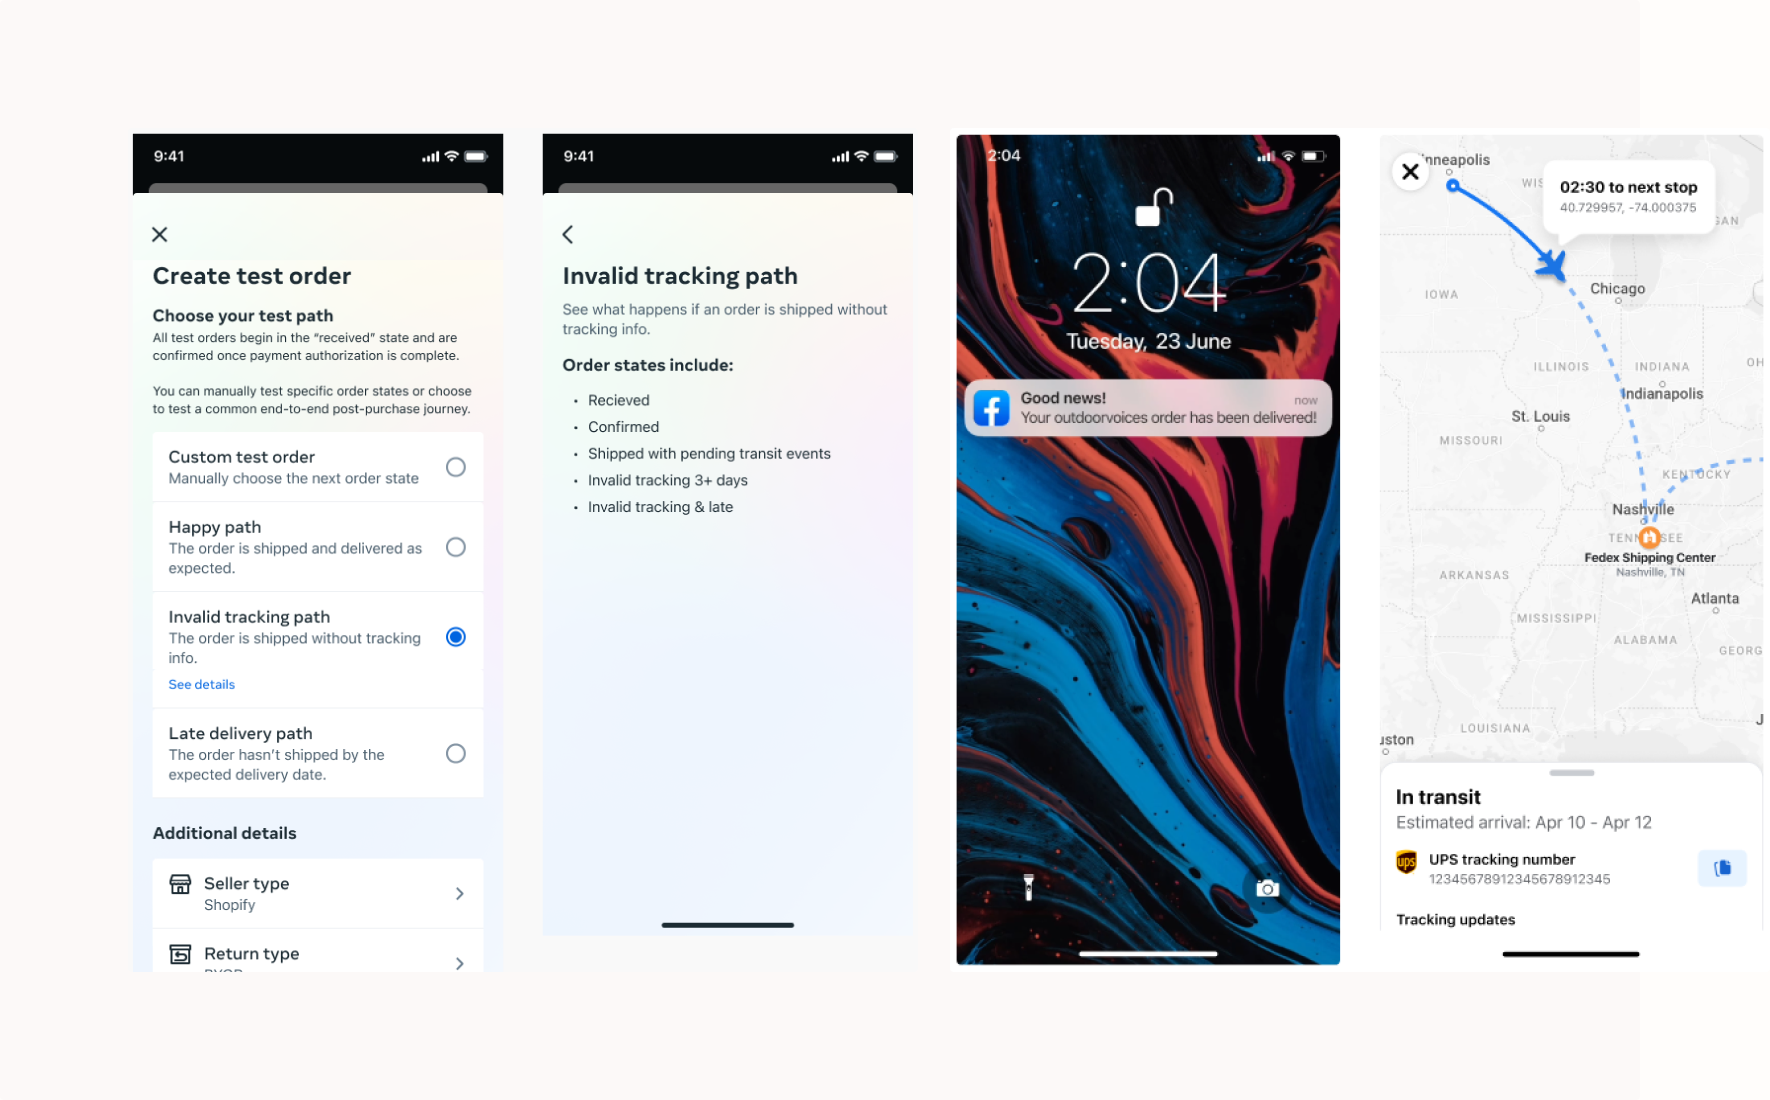 9:41
Create test order
Choose your test path
All test orders begin in the “received” state and are
confirmed once payment authorization is complete.
You can manually test specific order states or choose
to test a common end-to-end post-purchase journey.
Custom test order
Manually choose the next order state
Happy path
The order is shipped and delivered as
expected.
Invalid tracking path
The order is shipped without tracking
info.
See details
Late delivery path
The order hasn’t shipped by the
expected delivery date.
Additional details
Seller type
Shopify
Return type
9:41
Invalid tracking path
See what happens if an order is shipped without
tracking info.
Order states include:
• Recieved
• Confirmed
• Shipped with pending transit events
• Invalid tracking 3+ days
• Invalid tracking & late
2:04
2:04
Tuesday, 23 June
Good news!
now
Your outdoorvoices order has been delivered!
nneapolis
WIS
02:30 to next stop
40.729957, -74.000375
GAN
IOWA
Chicago
ILLINOIS
INDIANA
OH
Indianapolis
St. Louis
MISSOURI
KENTUCKY
Nashville
Fedex Shipping Center
Nashville, TN
ARKANSAS
Atlanta
MISSISSIPPI
ALABAMA
GEORG
LOUISIANA
J
uston
In transit
Estimated arrival: Apr 10 - Apr 12
ups
UPS tracking number
12345678912345678912345
Tracking updates